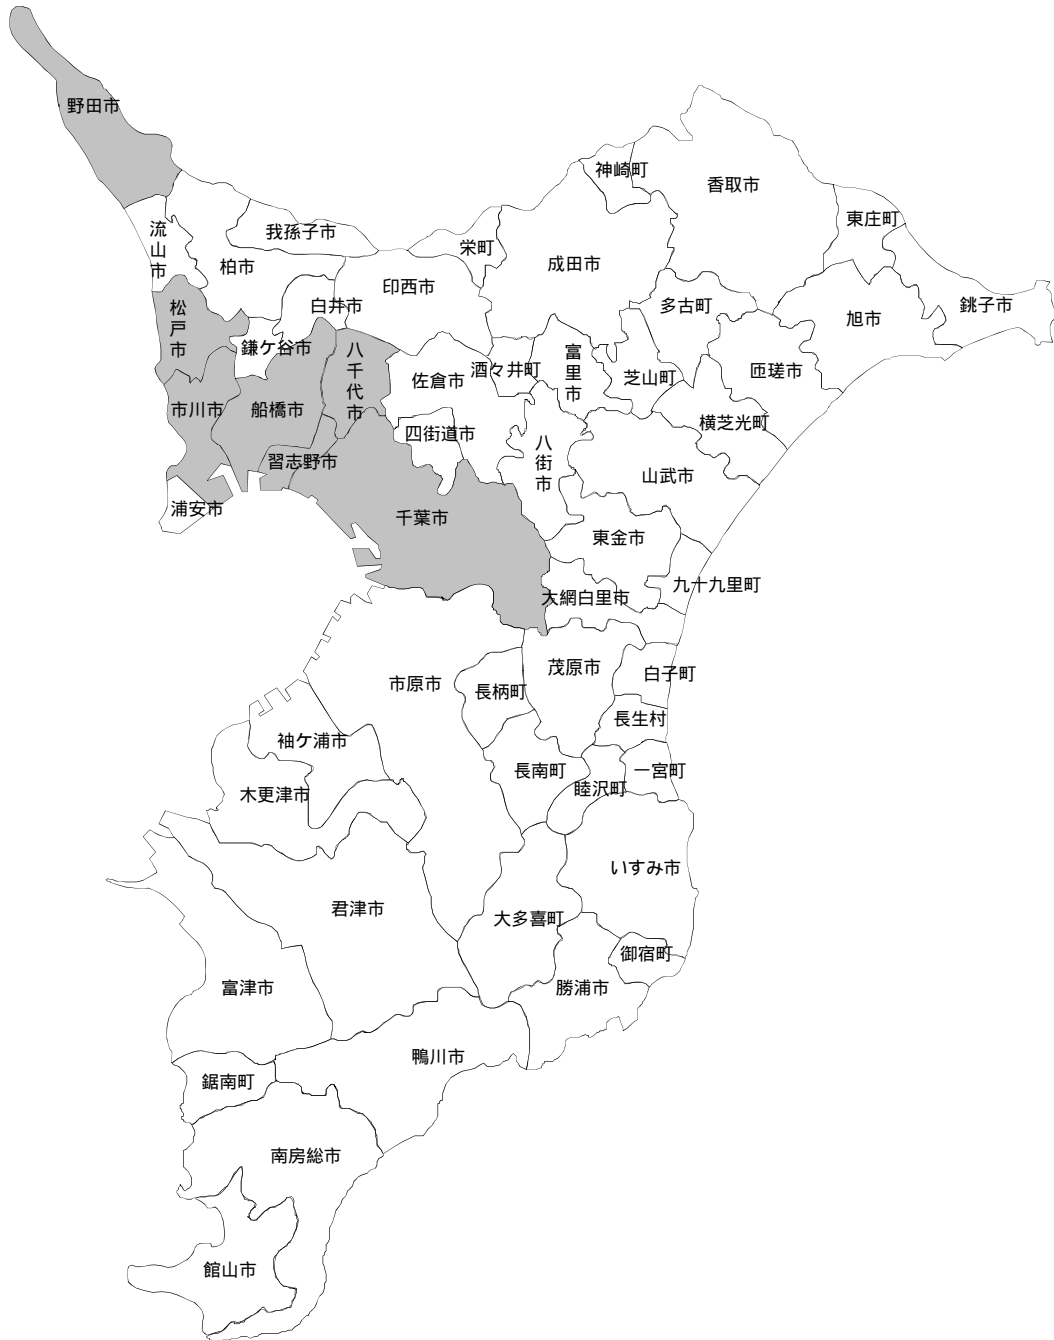 野田市
神崎町
香取市
東庄町
流山市
我孫子市
栄町
成田市
柏市
印西市
白井市
多古町
銚子市
旭市
松戸市
鎌ケ谷市
八千代市
佐倉市
酒々井町
富里市
芝山町
匝瑳市
市川市
船橋市
四街道市
横芝光町
習志野市
八街市
山武市
浦安市
千葉市
東金市
九十九里町
大網白里市
市原市
長柄町
茂原市
白子町
長生村
袖ケ浦市
長南町
一宮町
木更津市
睦沢町
いすみ市
君津市
大多喜町
御宿町
富津市
勝浦市
鴨川市
鋸南町
南房総市
館山市